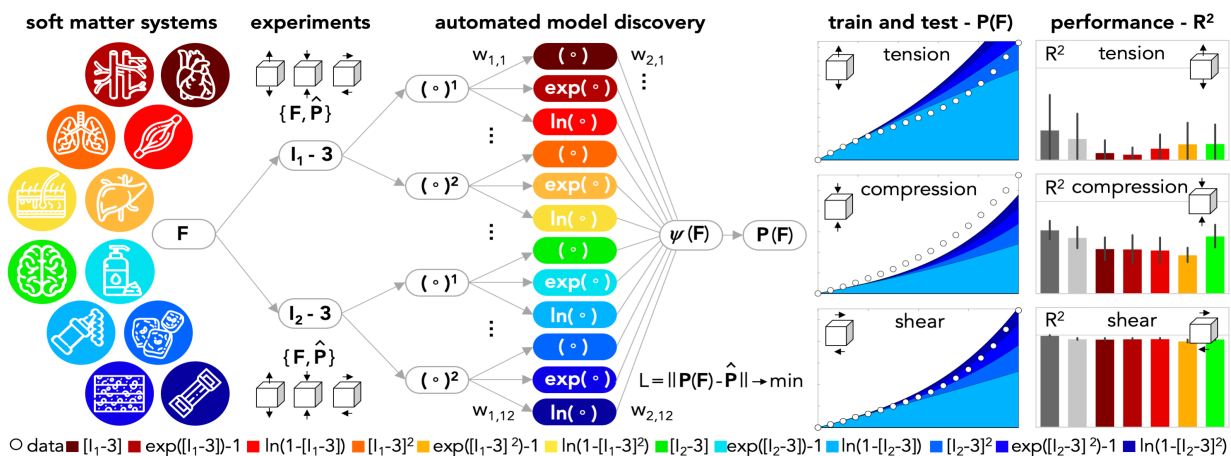 soft matter systems
experiments
automated model discovery
train and test - P(F)
performance - R²
{F, P̂}
F
I₁ - 3
I₂ - 3
{F, P̂}
(∘)¹
(∘)²
(∘)¹
(∘)²
w₁,₁
w₂,₁
(∘)
exp(∘)
ln(∘)
(∘)
exp(∘)
ln(∘)
(∘)
exp(∘)
ln(∘)
(∘)
exp(∘)
ln(∘)
w₁,₁₂
w₂,₁₂
ψ(F)
P(F)
L = ||P(F) - P̂|| → min
tension
compression
shear
R² tension
R² compression
R² shear
data [I₁-3] exp([I₁-3])-1 ln(1-[I₁-3]) [I₁-3]² exp([I₁-3]²)-1 ln(1-[I₁-3]²) [I₂-3] exp([I₂-3])-1 ln(1-[I₂-3]) [I₂-3]² exp([I₂-3]²)-1 ln(1-[I₂-3]²)